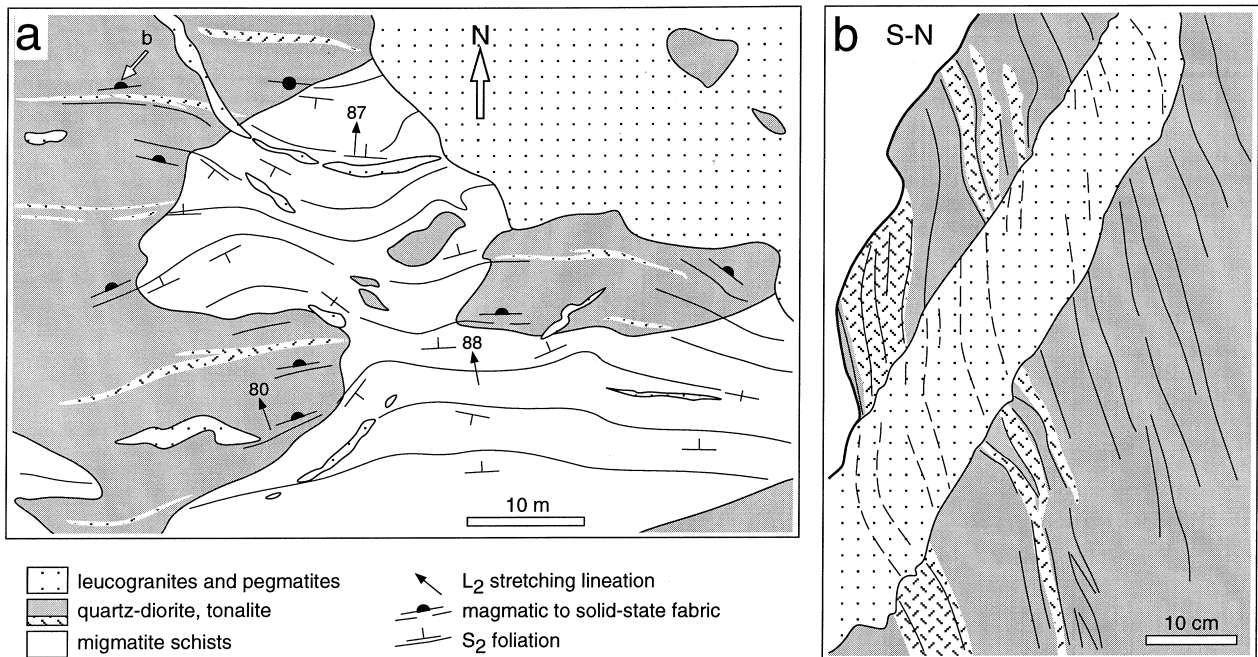 a
b
N
87
88
80
10 m
leucogranites and pegmatites
quartz-diorite, tonalite
migmatite schists
L2 stretching lineation
magmatic to solid-state fabric
S2 foliation
b
S-N
10 cm